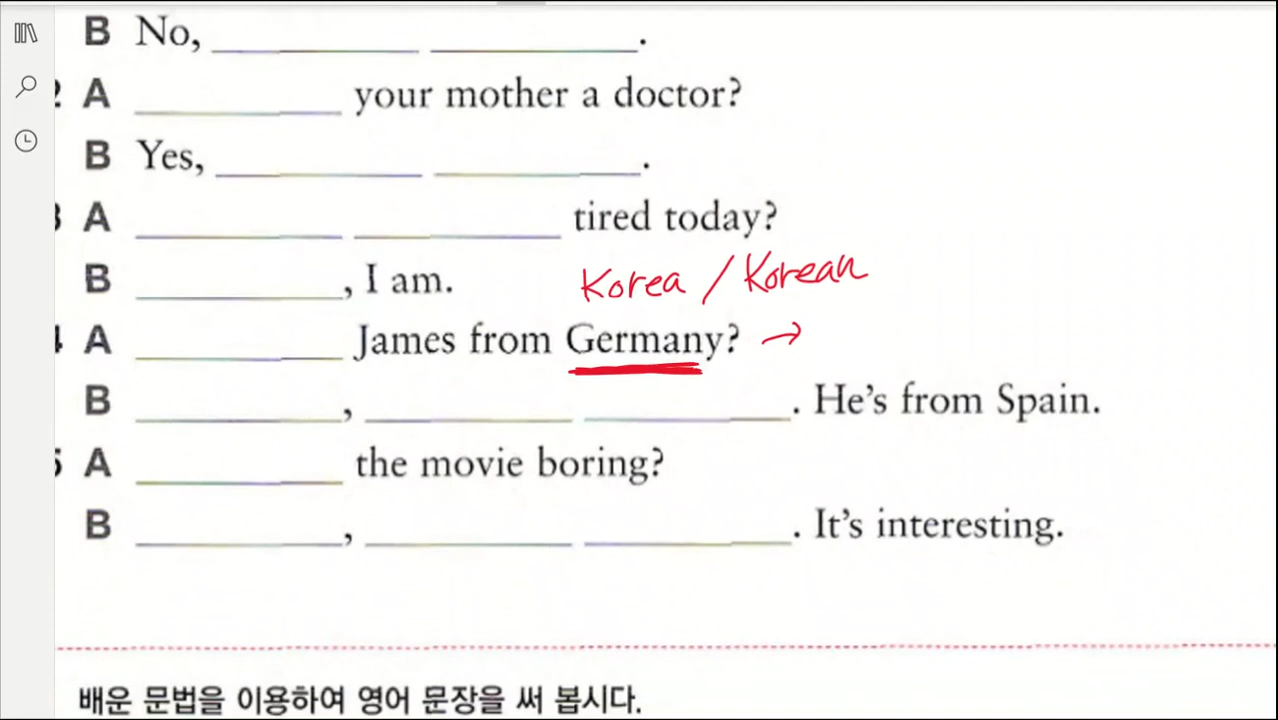 B No, ________ ________.
2 A ________ your mother a doctor?
B Yes, ________ ________.
3 A ________ ________ tired today?
B ________, I am.
Korea / Korean
4 A ________ James from Germany? →
B ________, ________ ________. He's from Spain.
5 A ________ the movie boring?
B ________, ________ ________. It's interesting.
배운 문법을 이용하여 영어 문장을 써 봅시다.